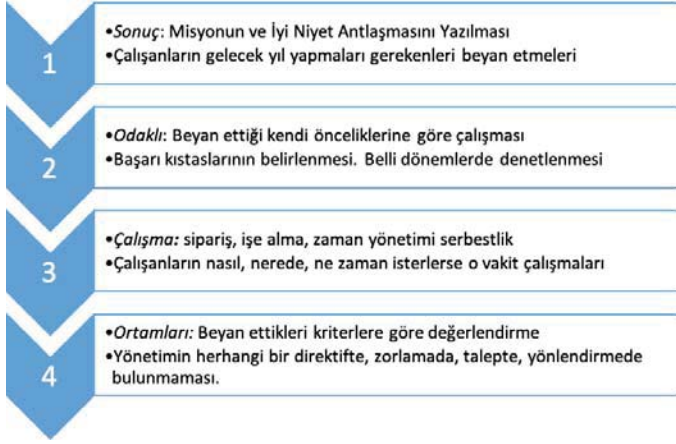 1
•Sonuç: Misyonun ve İyi Niyet Antlaşmasını Yazılması
•Çalışanların gelecek yıl yapmaları gerekenleri beyan etmeleri
2
•Odaklı: Beyan ettiği kendi önceliklerine göre çalışması
•Başarı kıstaslarının belirlenmesi. Belli dönemlerde denetlenmesi
3
•Çalışma: sipariş, işe alma, zaman yönetimi serbestlik
•Çalışanların nasıl, nerede, ne zaman isterlerse o vakit çalışmaları
4
•Ortamları: Beyan ettikleri kriterlere göre değerlendirme
•Yönetimin herhangi bir direktifte, zorlamada, talepte, yönlendirmede
bulunmaması.